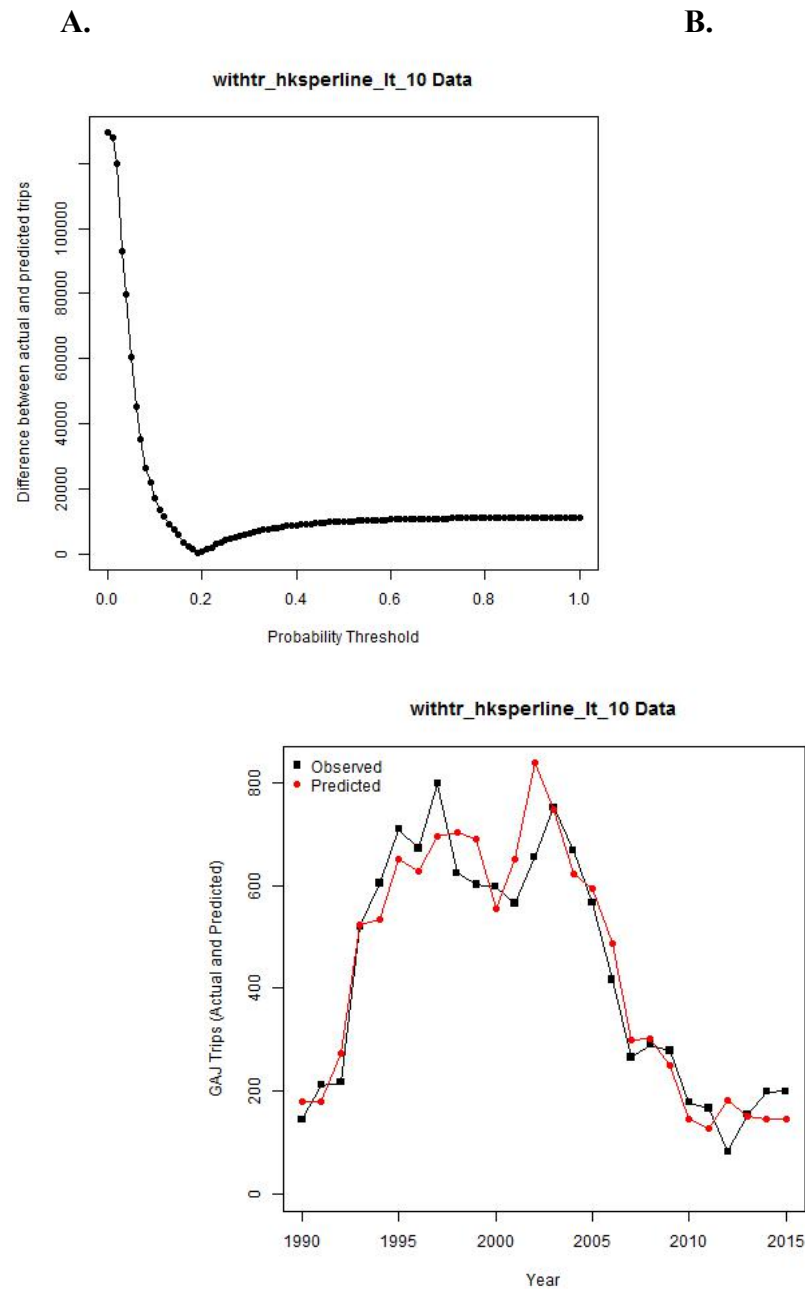 A. B.
withtr_hksperline_lt_10 Data
Difference between actual and predicted trips
0 20000 40000 60000 80000 100000
0.0 0.2 0.4 0.6 0.8 1.0
Probability Threshold
withtr_hksperline_lt_10 Data
Observed
Predicted
GAJ Trips (Actual and Predicted)
0 200 400 600 800
1990 1995 2000 2005 2010 2015
Year